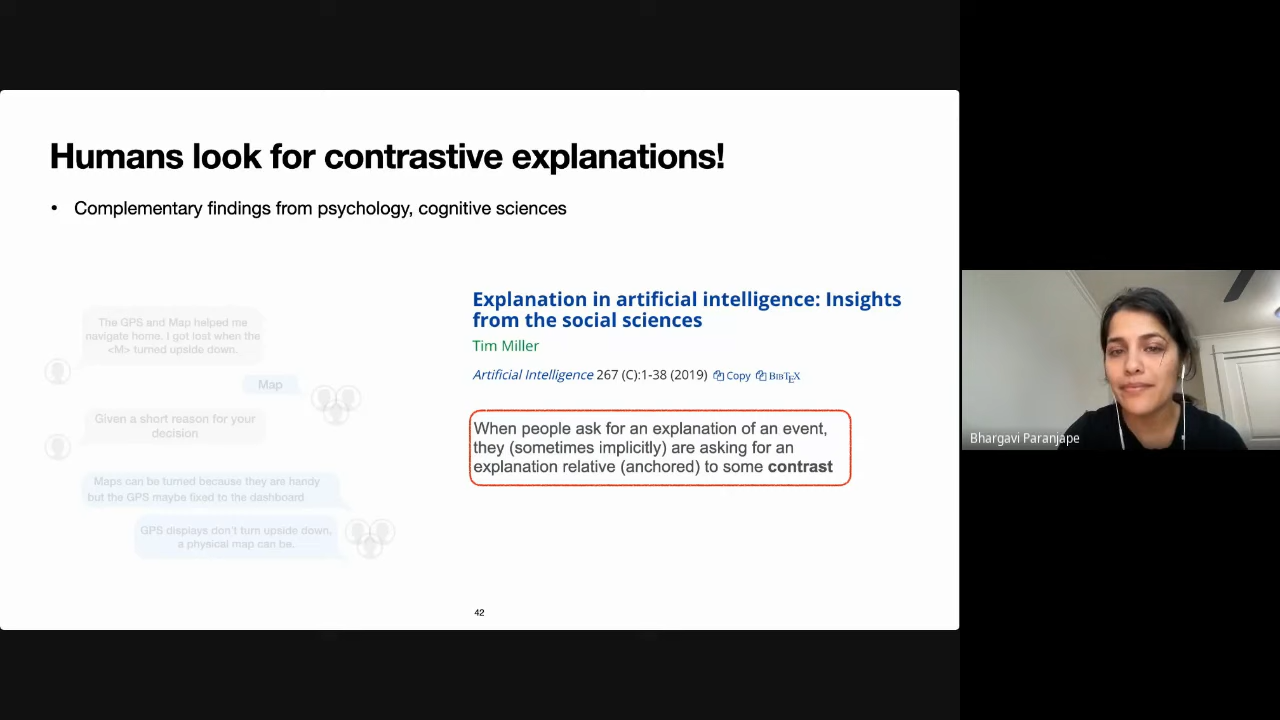 Humans look for contrastive explanations!
• Complementary findings from psychology, cognitive sciences
The GPS and Map helped me
navigate home. I got lost when the
<M> turned upside down.
Map
Given a short reason for your
decision
Maps can be turned because they are handy
but the GPS maybe fixed to the dashboard
GPS displays don't turn upside down,
a physical map can be.
Explanation in artificial intelligence: Insights
from the social sciences
Tim Miller
Artificial Intelligence 267 (C):1-38 (2019) Copy BIBTEX
When people ask for an explanation of an event,
they (sometimes implicitly) are asking for an
explanation relative (anchored) to some contrast
42
Bhargavi Paranjape